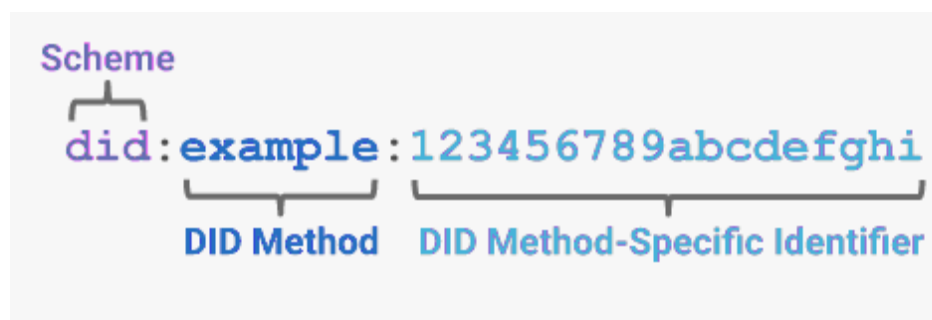 Scheme
did:example:123456789abcdefghi
DID Method DID Method-Specific Identifier